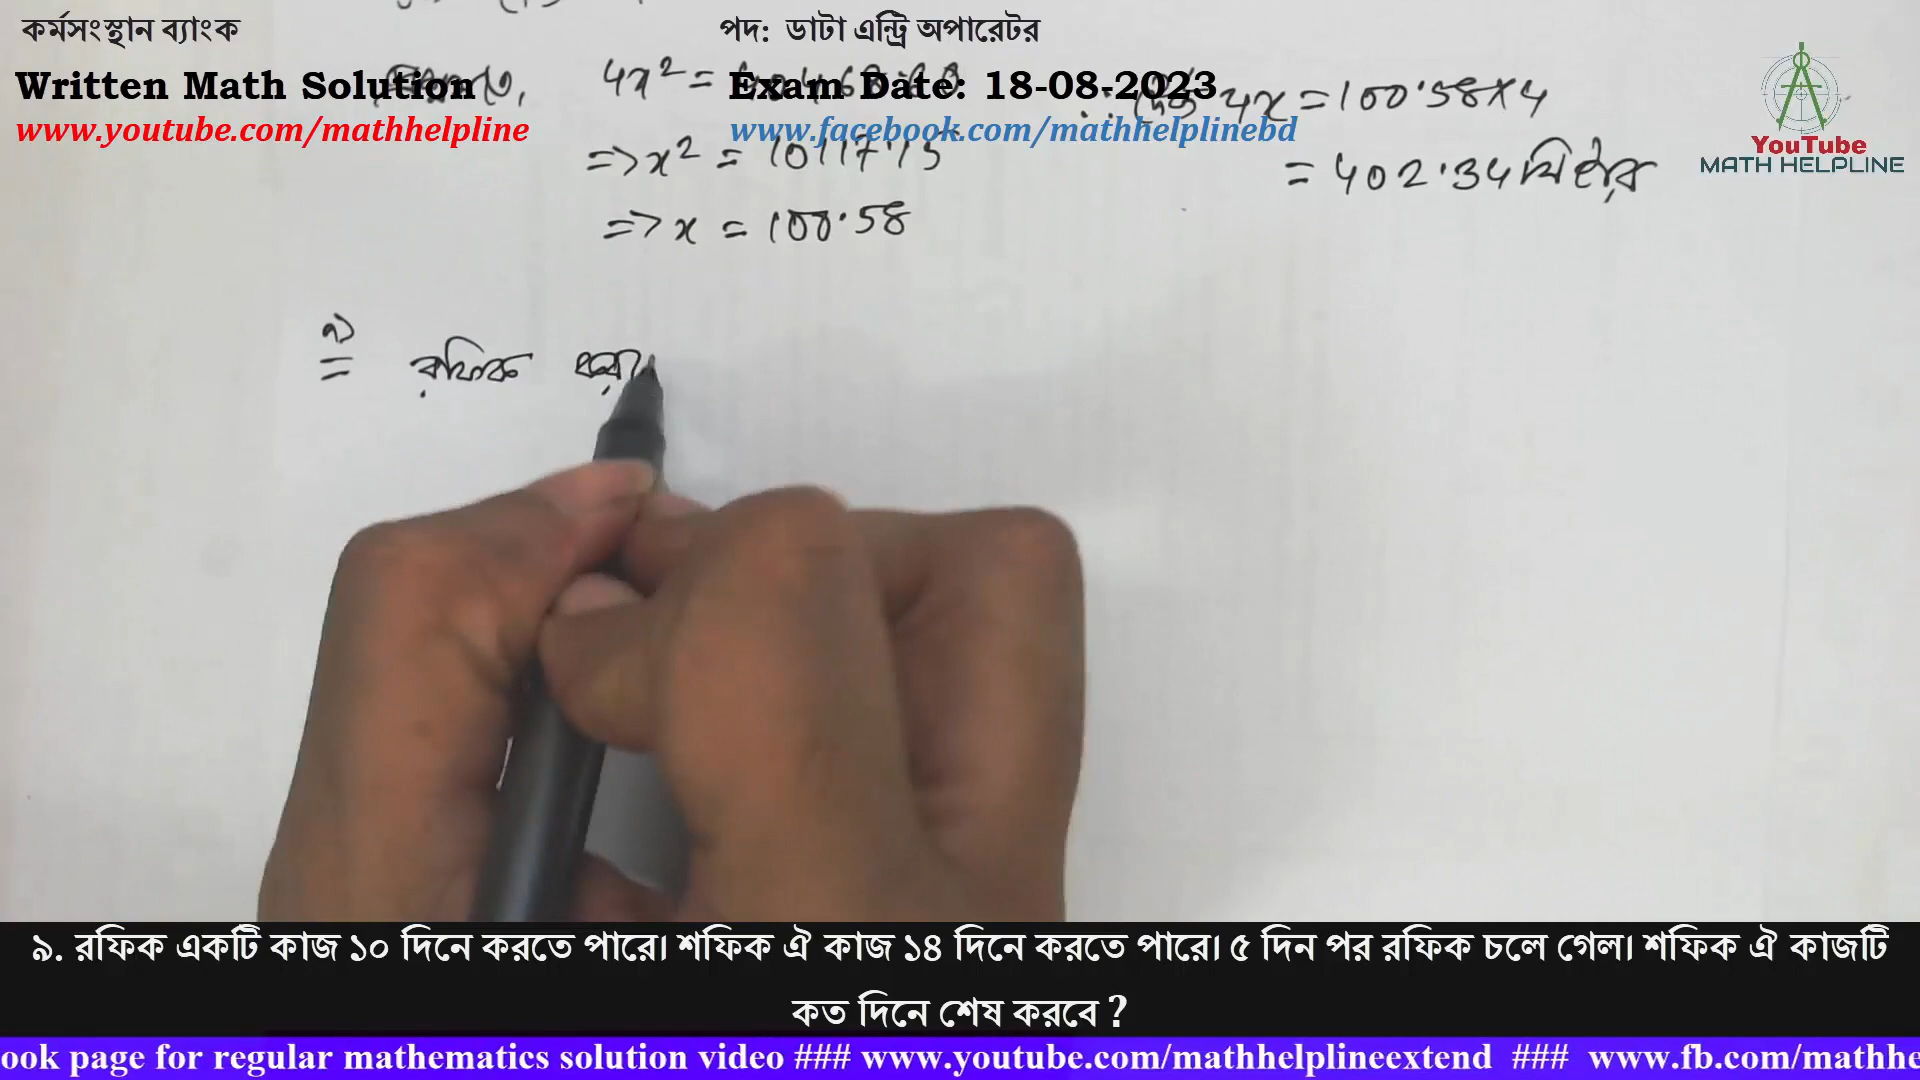 কর্মসংস্থান ব্যাংক
পদ: ডাটা এন্ট্রি অপারেটর
Written Math Solution
Exam Date: 18-08-2023
www.youtube.com/mathhelpline
www.facebook.com/mathhelplinebd
YouTube
MATH HELPLINE
4x² =
4x = 100.58×4
=> x² = 10117.15
= 402.34 মিটার
=> x = 100.58
৯)
রফিক
৯. রফিক একটি কাজ ১০ দিনে করতে পারে। শফিক ঐ কাজ ১৪ দিনে করতে পারে। ৫ দিন পর রফিক চলে গেল। শফিক ঐ কাজটি
কত দিনে শেষ করবে ?
ook page for regular mathematics solution video ### www.youtube.com/mathhelplineextend ### www.fb.com/mathhe